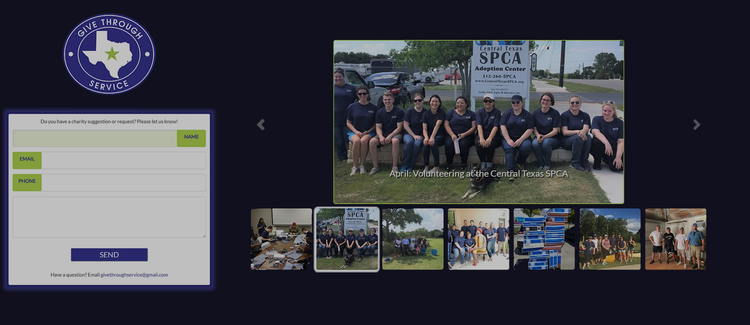 GIVE THROUGH
SERVICE
Do you have a charity suggestion or request? Please let us know!
NAME
EMAIL
PHONE
SEND
Have a question? Email givethroughservice@gmail.com
Central Texas
SPCA
Adoption Center
512-260-SPCA
www.CentralTexasSPCA.org
April: Volunteering at the Central Texas SPCA
SPCA